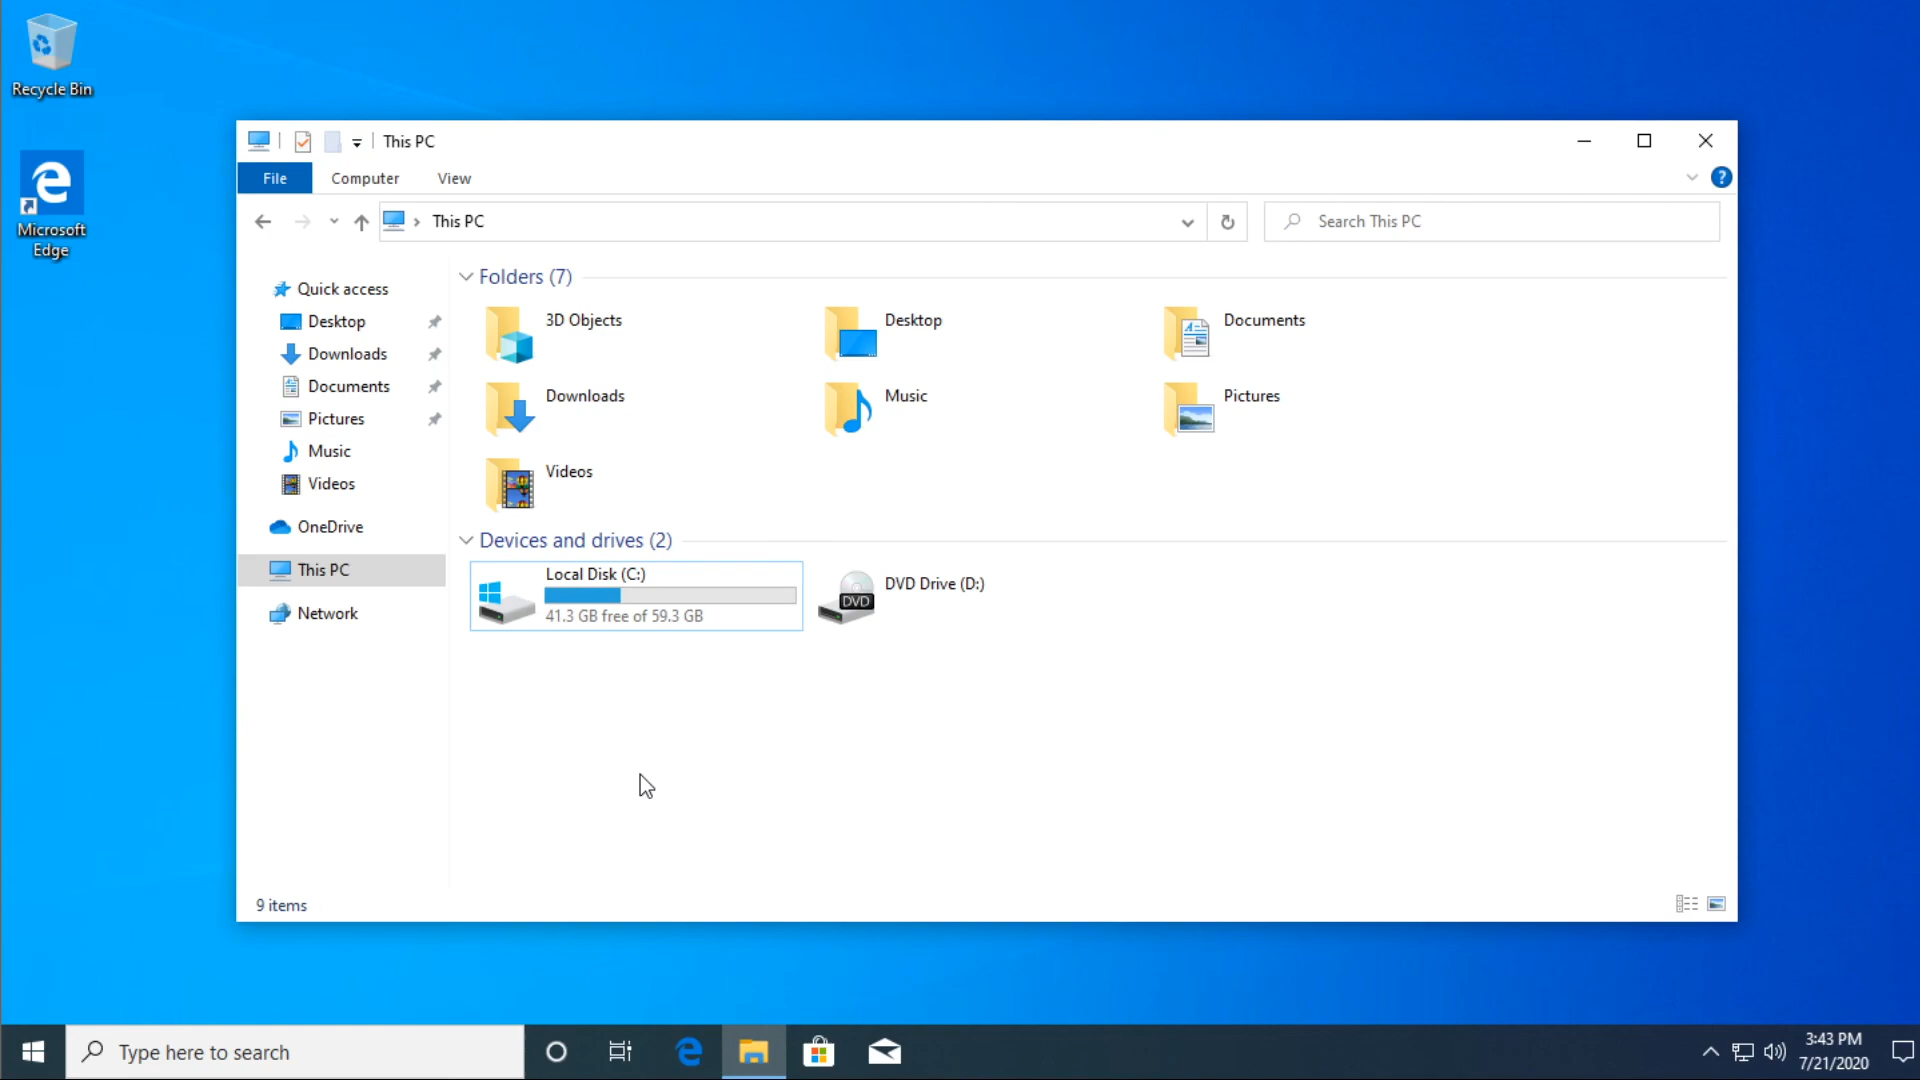 Recycle Bin
Microsoft
Edge
This PC
File
Computer
View
?
This PC
Search This PC
Quick access
Desktop
Downloads
Documents
Pictures
Music
Videos
OneDrive
This PC
Network
Folders (7)
3D Objects
Desktop
Documents
Downloads
Music
Pictures
Videos
Devices and drives (2)
Local Disk (C:)
41.3 GB free of 59.3 GB
DVD
DVD Drive (D:)
9 items
Type here to search
3:43 PM
7/21/2020